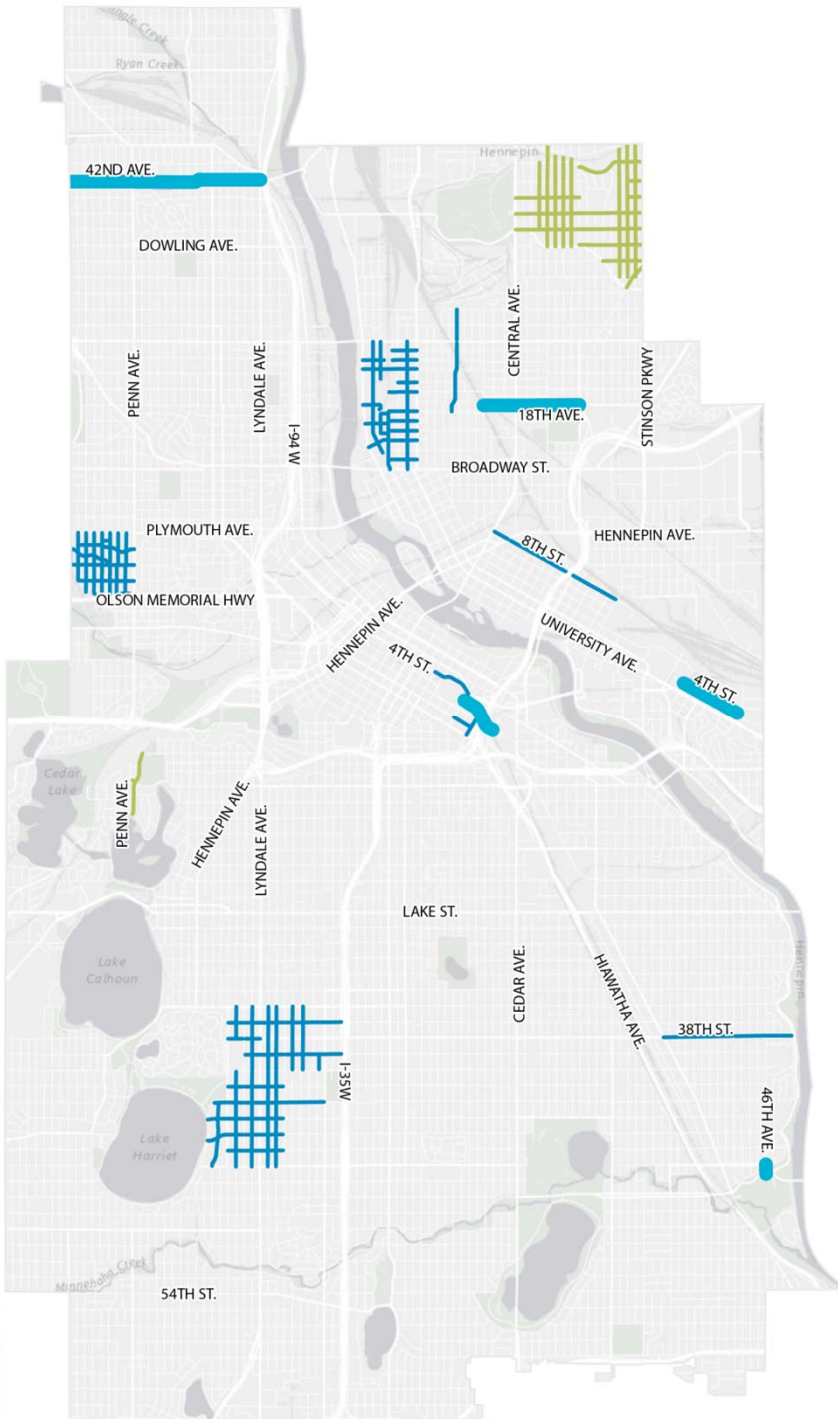 Ryan Creek
Hennepin
42ND AVE.
DOWLING AVE.
CENTRAL AVE.
PENN AVE.
LYNDALE AVE.
STINSON PKWY
18TH AVE.
I-94 W
BROADWAY ST.
PLYMOUTH AVE.
HENNEPIN AVE.
8TH ST.
OLSON MEMORIAL HWY
HENNEPIN AVE.
UNIVERSITY AVE.
4TH ST.
4TH ST.
Cedar
Lake
PENN AVE.
HENNEPIN AVE.
LYNDALE AVE.
LAKE ST.
Lake
Calhoun
CEDAR AVE.
HIAWATHA AVE.
Hennepin
38TH ST.
I-35W
46TH AVE.
Lake
Harriet
Minnehaha Creek
54TH ST.